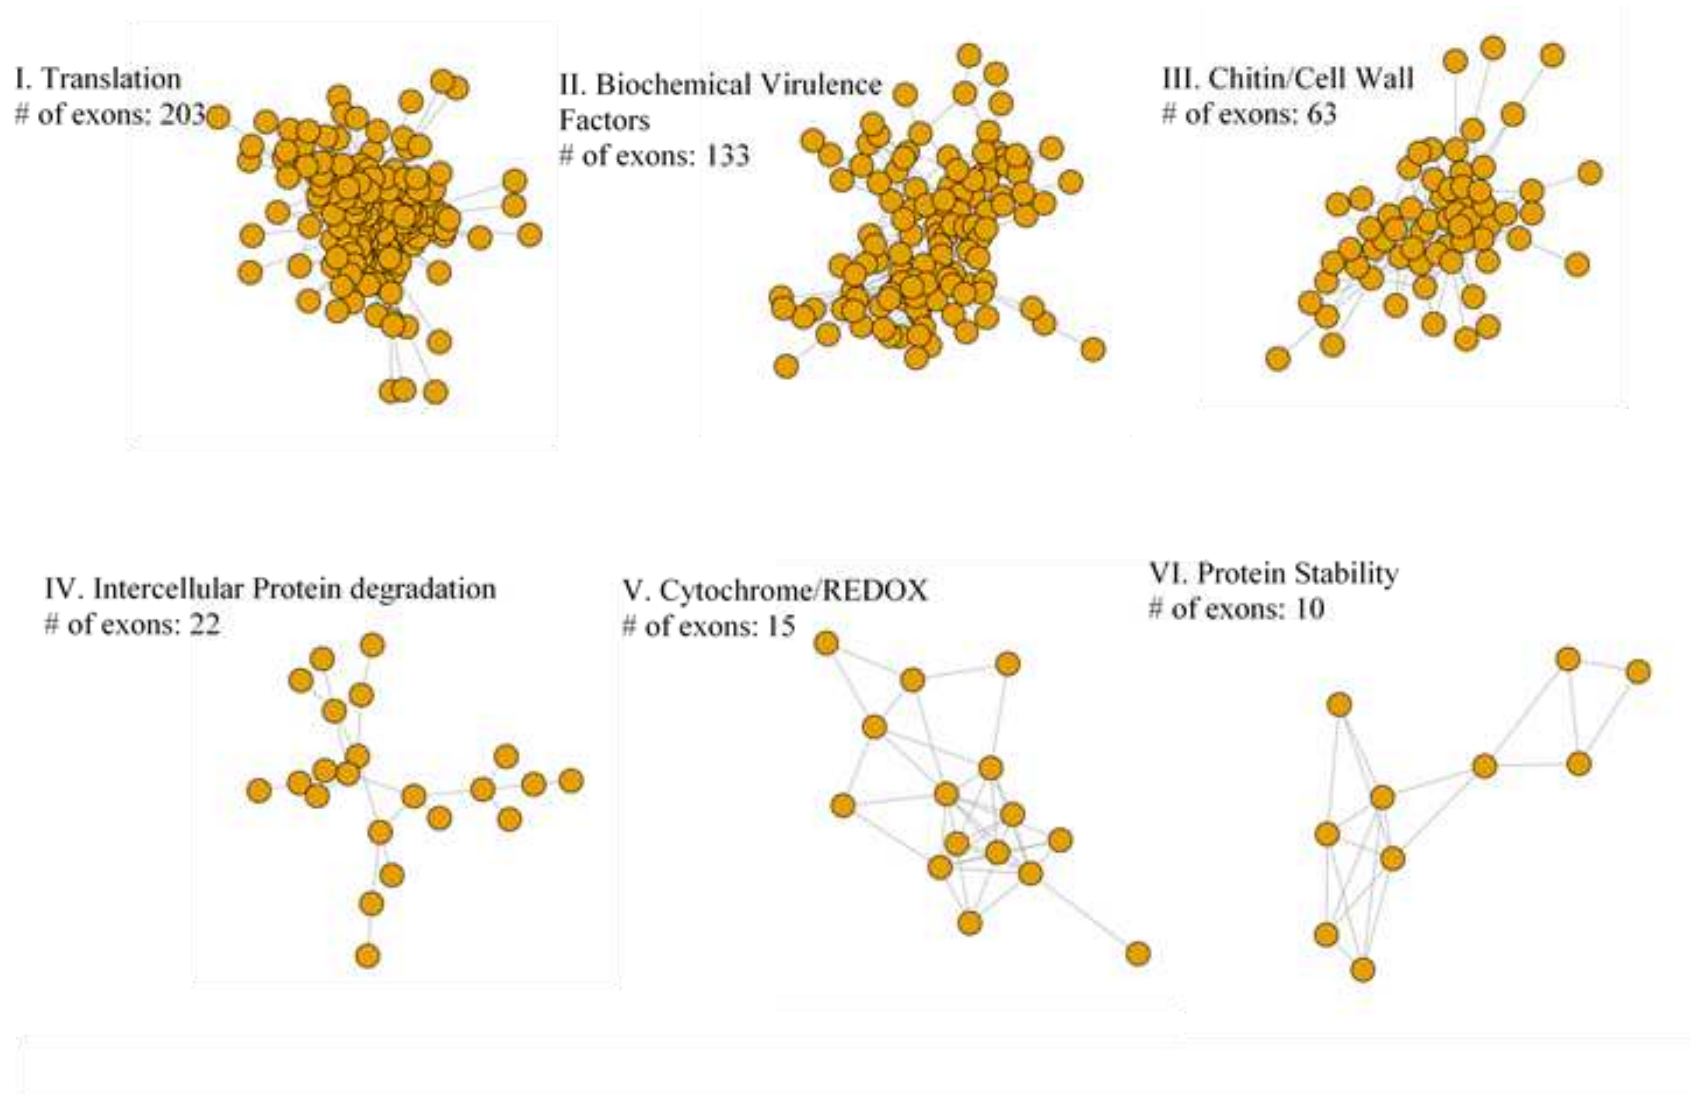 I. Translation
# of exons: 203
II. Biochemical Virulence
Factors
# of exons: 133
III. Chitin/Cell Wall
# of exons: 63
IV. Intercellular Protein degradation
# of exons: 22
V. Cytochrome/REDOX
# of exons: 15
VI. Protein Stability
# of exons: 10